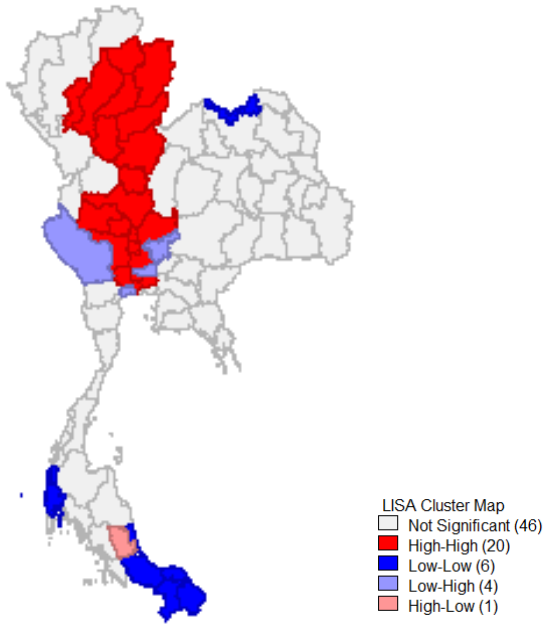 LISA Cluster Map
Not Significant (46)
High-High (20)
Low-Low (6)
Low-High (4)
High-Low (1)